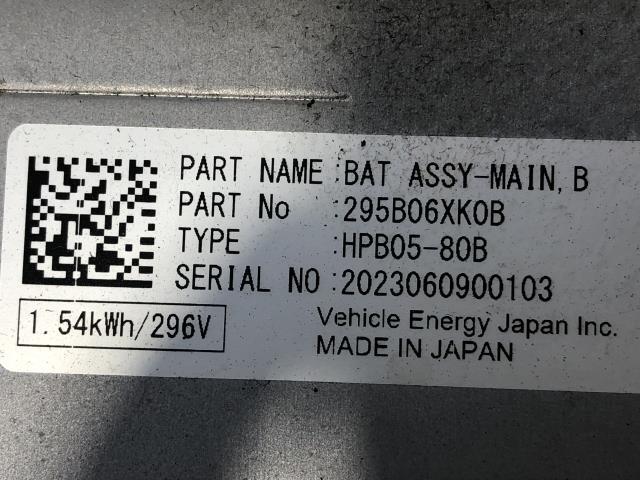 PART NAME:BAT ASSY-MAIN,B
PART No :295B06XK0B
TYPE :HPB05-80B
SERIAL NO:2023060900103
1.54kWh/296V
Vehicle Energy Japan Inc.
MADE IN JAPAN